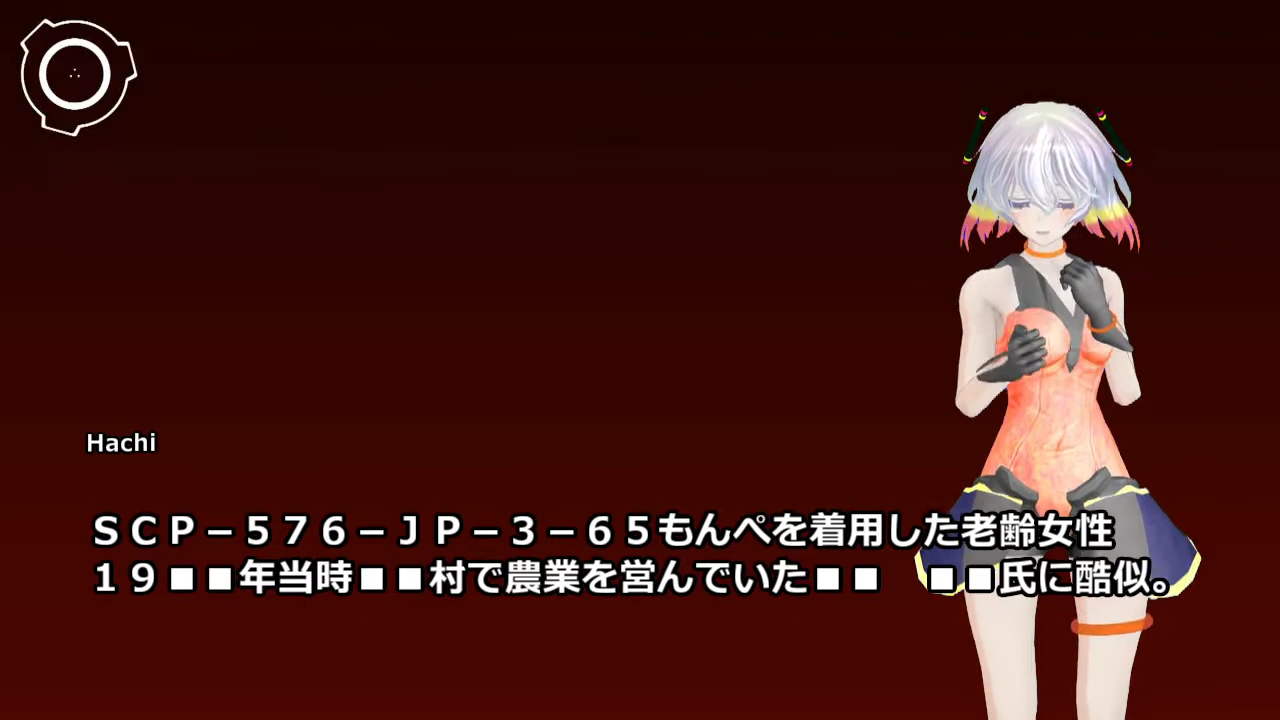 Hachi
ＳＣＰ－５７６－ＪＰ－３－６５もんぺを着用した老齢女性
１９■■年当時■■村で農業を営んでいた■■　■■氏に酷似。